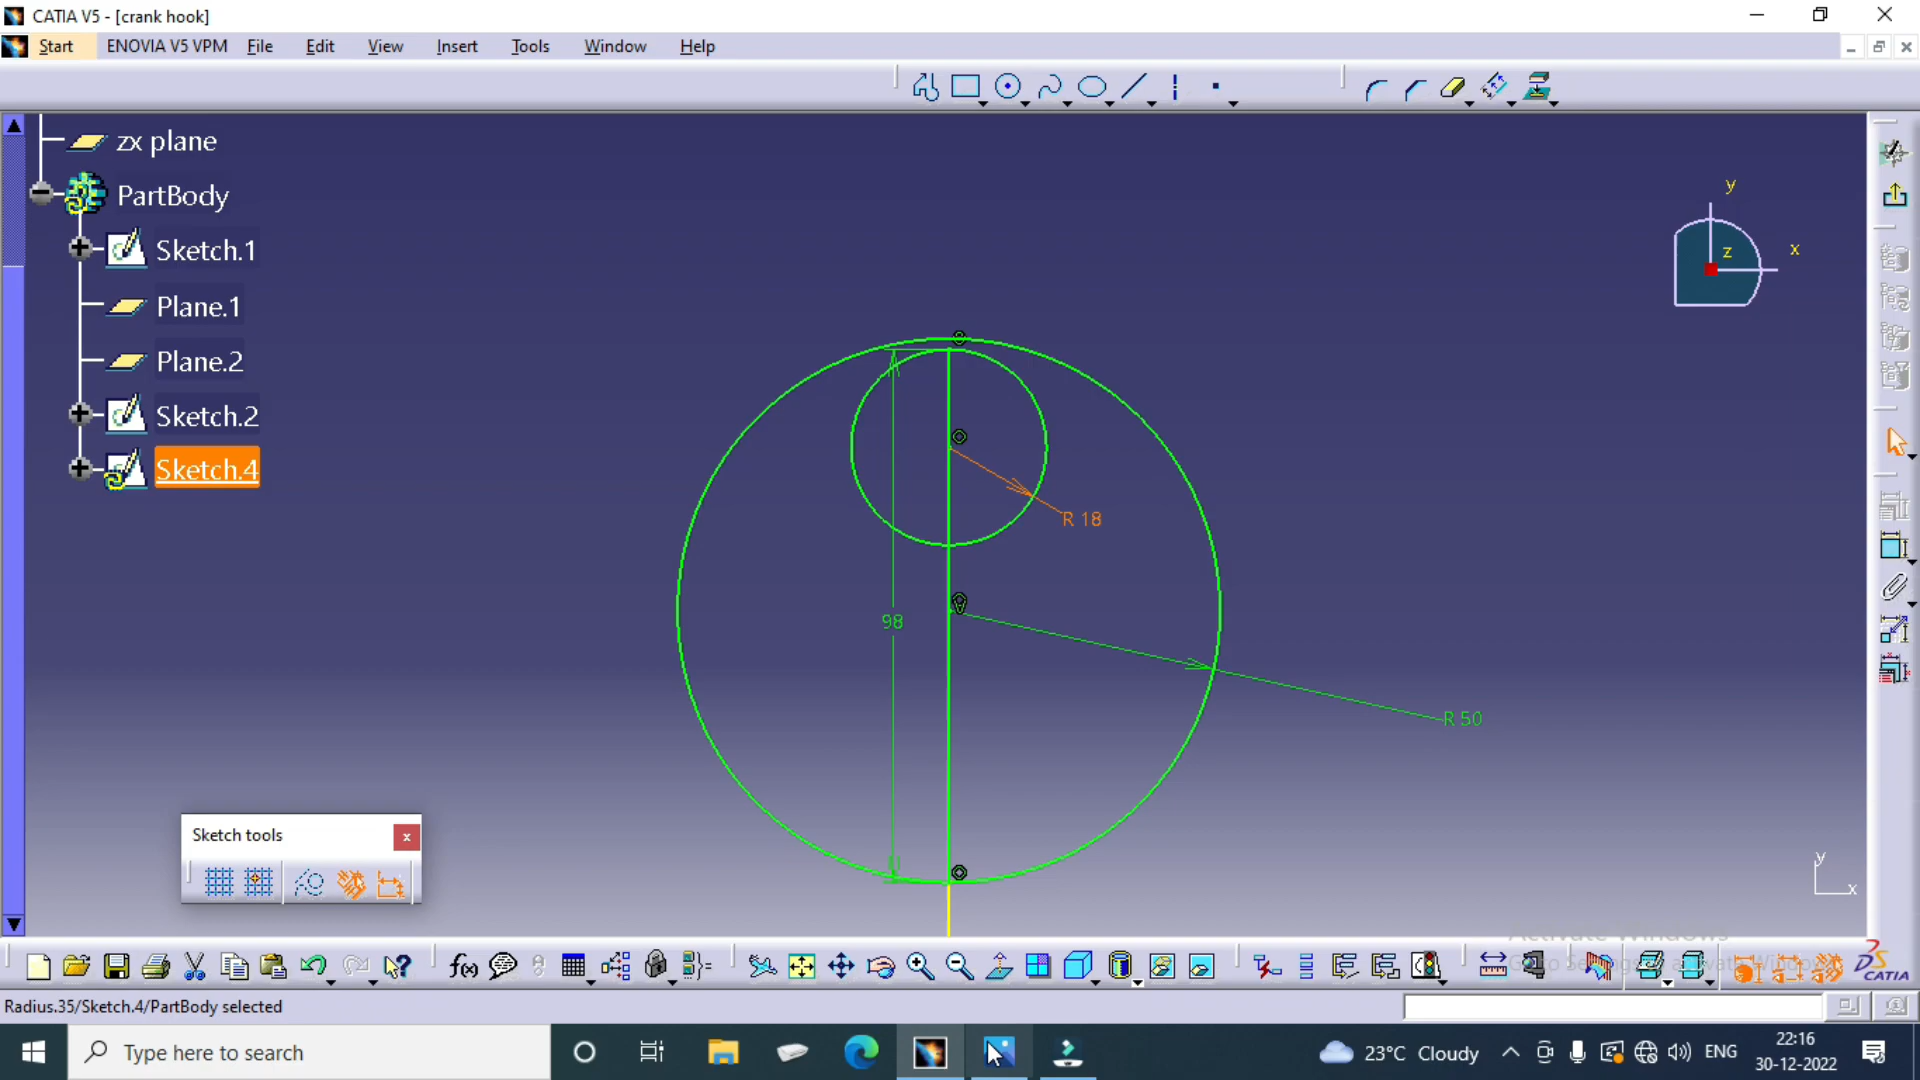 CATIA V5 - [crank hook]
Start ENOVIA V5 VPM File Edit View Insert Tools Window Help
zx plane
PartBody
Sketch.1
Plane.1
Plane.2
Sketch.2
Sketch.4
y
z
x
R 18
98
R 50
Sketch tools
y
x
f(x)
CATIA
Radius.35/Sketch.4/PartBody selected
Type here to search
23°C Cloudy
ENG
22:16
30-12-2022